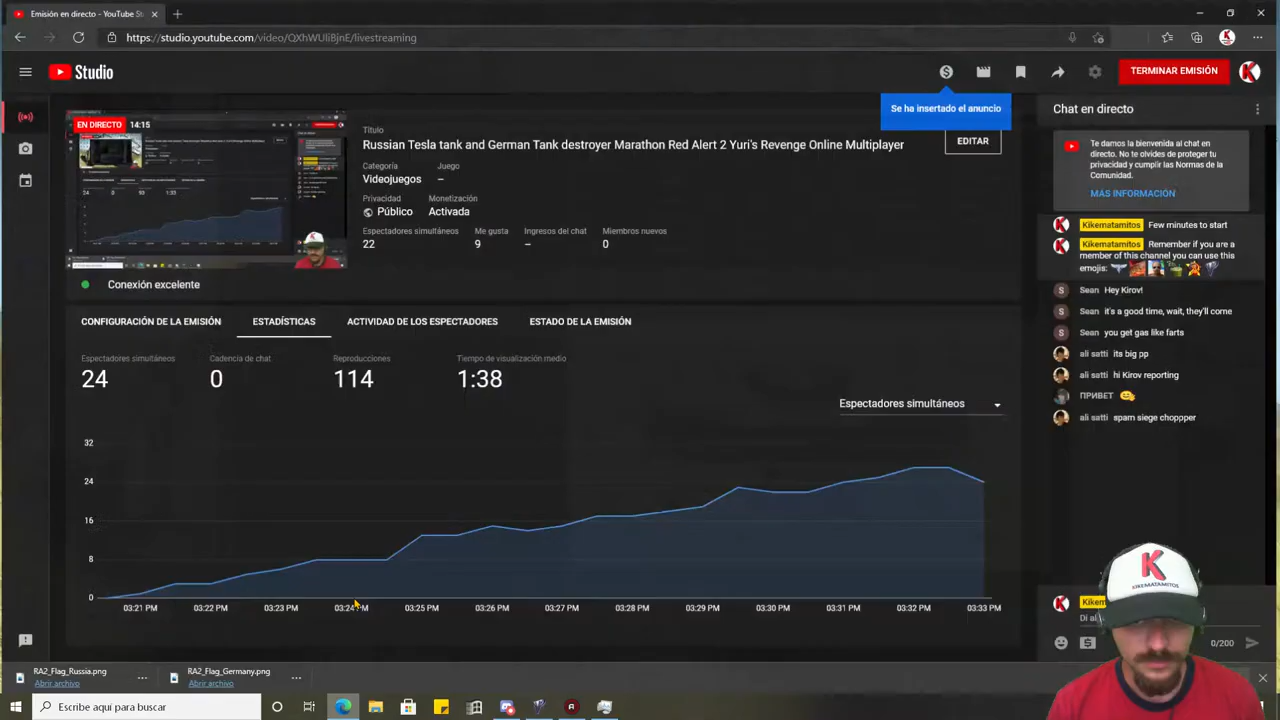 Emisión en directo - YouTube St
https://studio.youtube.com/video/QXhWUliBjnE/livestreaming
Studio
TERMINAR EMISIÓN
Se ha insertado el anuncio
Chat en directo
EN DIRECTO 14:15
Título
Russian Tesla tank and German Tank destroyer Marathon Red Alert 2 Yuri's Revenge Online Multiplayer
EDITAR
Categoría Juego
Videojuegos –
Privacidad Monetización
Público Activada
Espectadores simultáneos Me gusta Ingresos del chat Miembros nuevos
22 9 – 0
Conexión excelente
Te damos la bienvenida al chat en
directo. No te olvides de proteger tu
privacidad y cumplir las Normas de la
Comunidad.
MÁS INFORMACIÓN
Kikematamitos Few minutes to start
Kikematamitos Remember if you are a
member of this channel you can use this
emojis:
S Sean Hey Kirov!
S Sean it's a good time, wait, they'll come
S Sean you get gas like farts
ali satti its big pp
ali satti hi Kirov reporting
ПРИВЕТ
ali satti spam siege choppper
CONFIGURACIÓN DE LA EMISIÓN ESTADÍSTICAS ACTIVIDAD DE LOS ESPECTADORES ESTADO DE LA EMISIÓN
Espectadores simultáneos Cadencia de chat Reproducciones Tiempo de visualización medio
24 0 114 1:38
Espectadores simultáneos
32
24
16
8
0
03:21 PM 03:22 PM 03:23 PM 03:24 PM 03:25 PM 03:26 PM 03:27 PM 03:28 PM 03:29 PM 03:30 PM 03:31 PM 03:32 PM 03:33 PM
K
KIKEMATAMITOS
Kikem
Di al
0/200
RA2_Flag_Russia.png
Abrir archivo
RA2_Flag_Germany.png
Abrir archivo
Escribe aquí para buscar